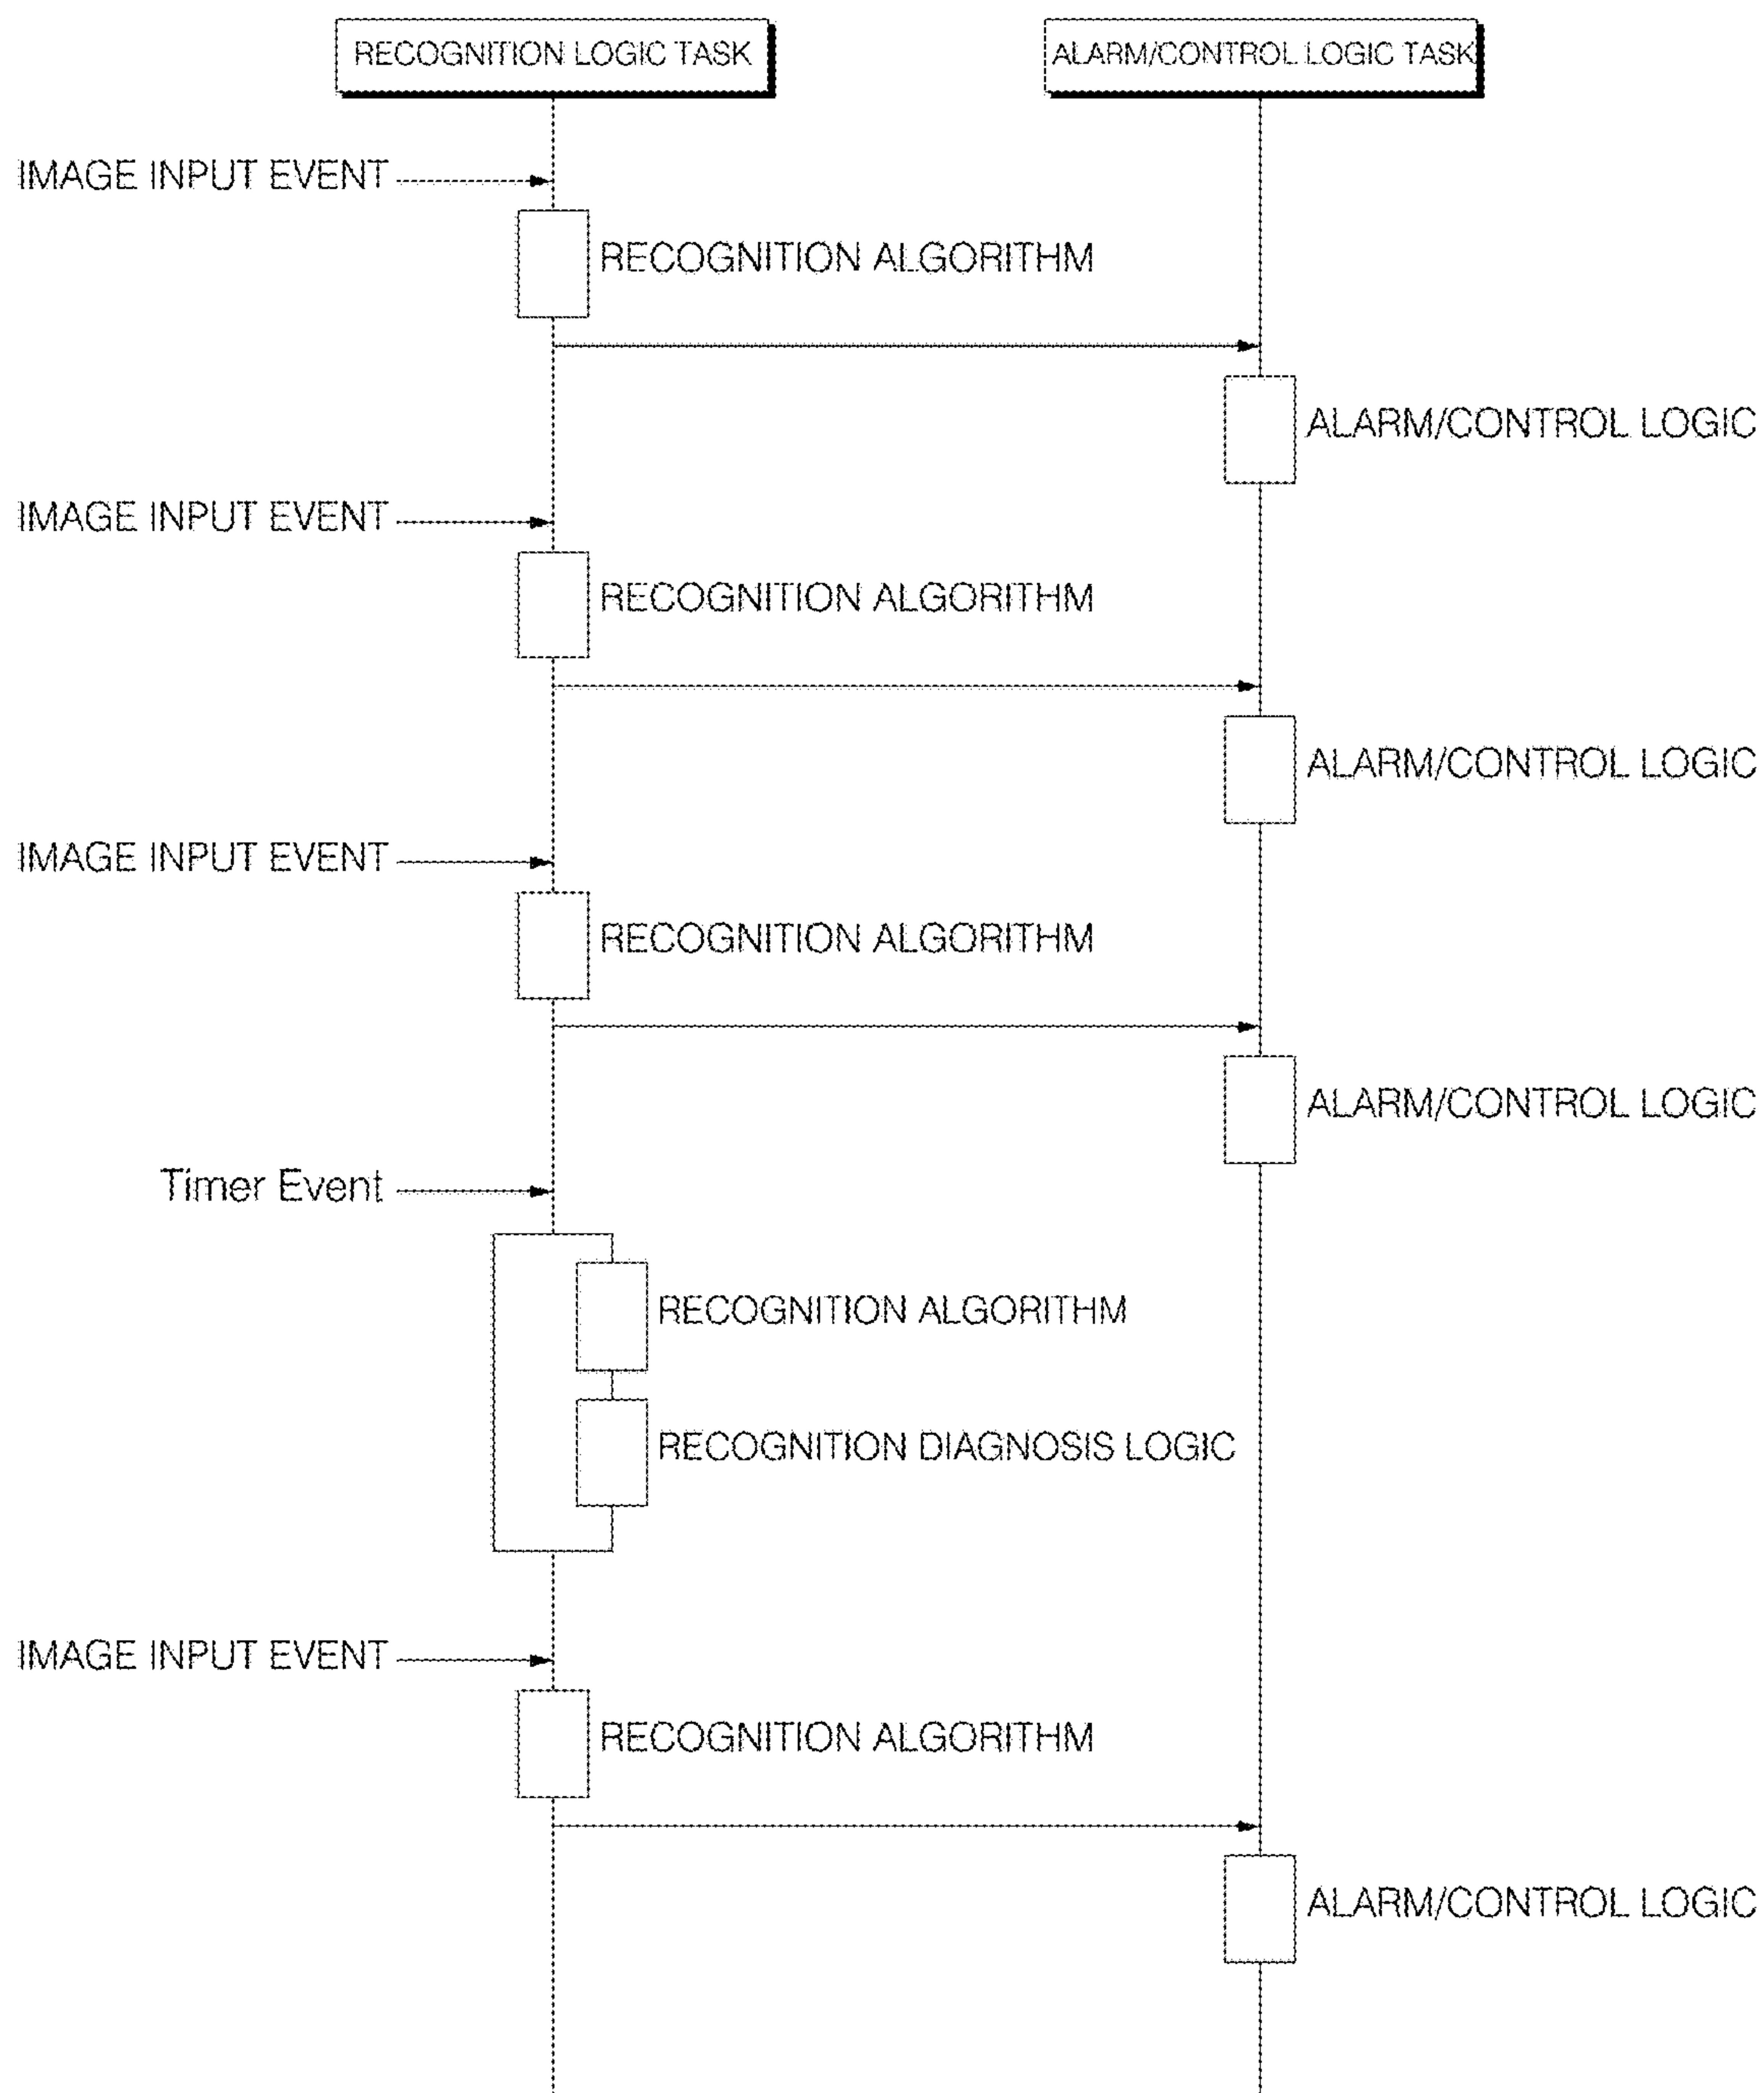 RECOGNITION LOGIC TASK
ALARM/CONTROL LOGIC TASK
IMAGE INPUT EVENT
RECOGNITION ALGORITHM
ALARM/CONTROL LOGIC
IMAGE INPUT EVENT
RECOGNITION ALGORITHM
ALARM/CONTROL LOGIC
IMAGE INPUT EVENT
RECOGNITION ALGORITHM
ALARM/CONTROL LOGIC
Timer Event
RECOGNITION ALGORITHM
RECOGNITION DIAGNOSIS LOGIC
IMAGE INPUT EVENT
RECOGNITION ALGORITHM
ALARM/CONTROL LOGIC